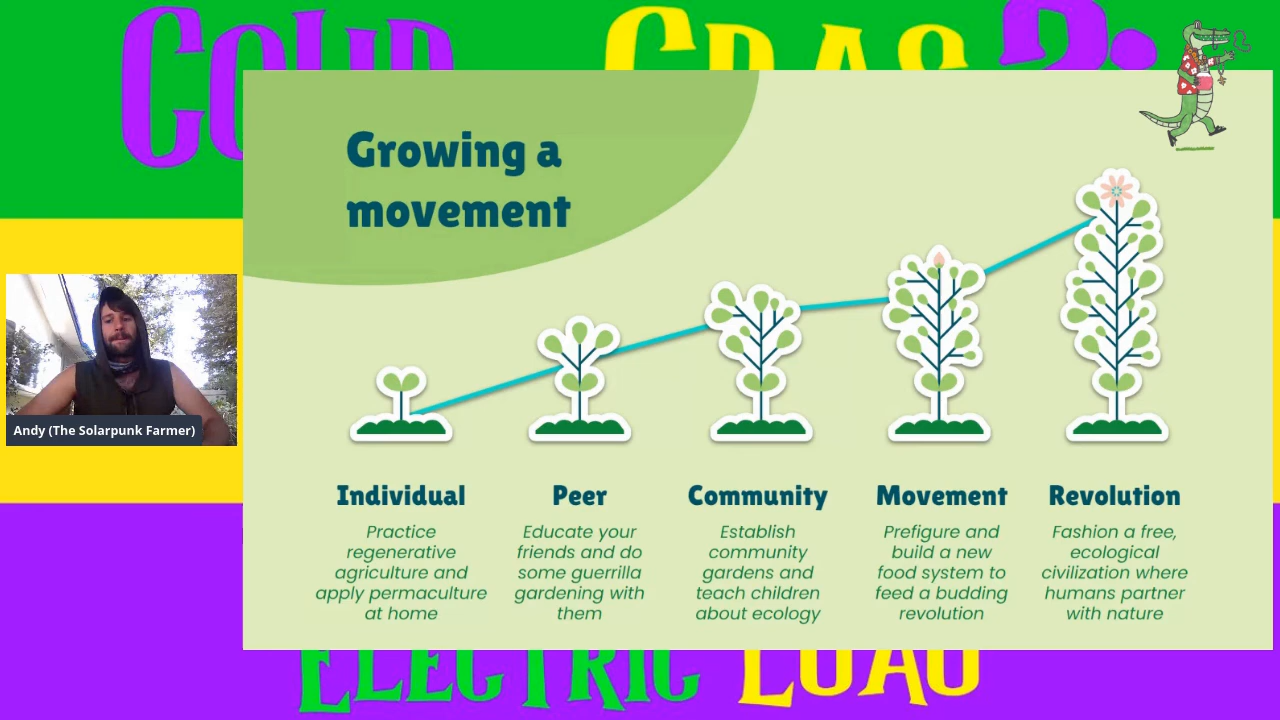 Growing a
movement
Andy (The Solarpunk Farmer)
Individual
Practice
regenerative
agriculture and
apply permaculture
at home
Peer
Educate your
friends and do
some guerrilla
gardening with
them
Community
Establish
community
gardens and
teach children
about ecology
Movement
Prefigure and
build a new
food system to
feed a budding
revolution
Revolution
Fashion a free,
ecological
civilization where
humans partner
with nature
ELECTRIC LUAU